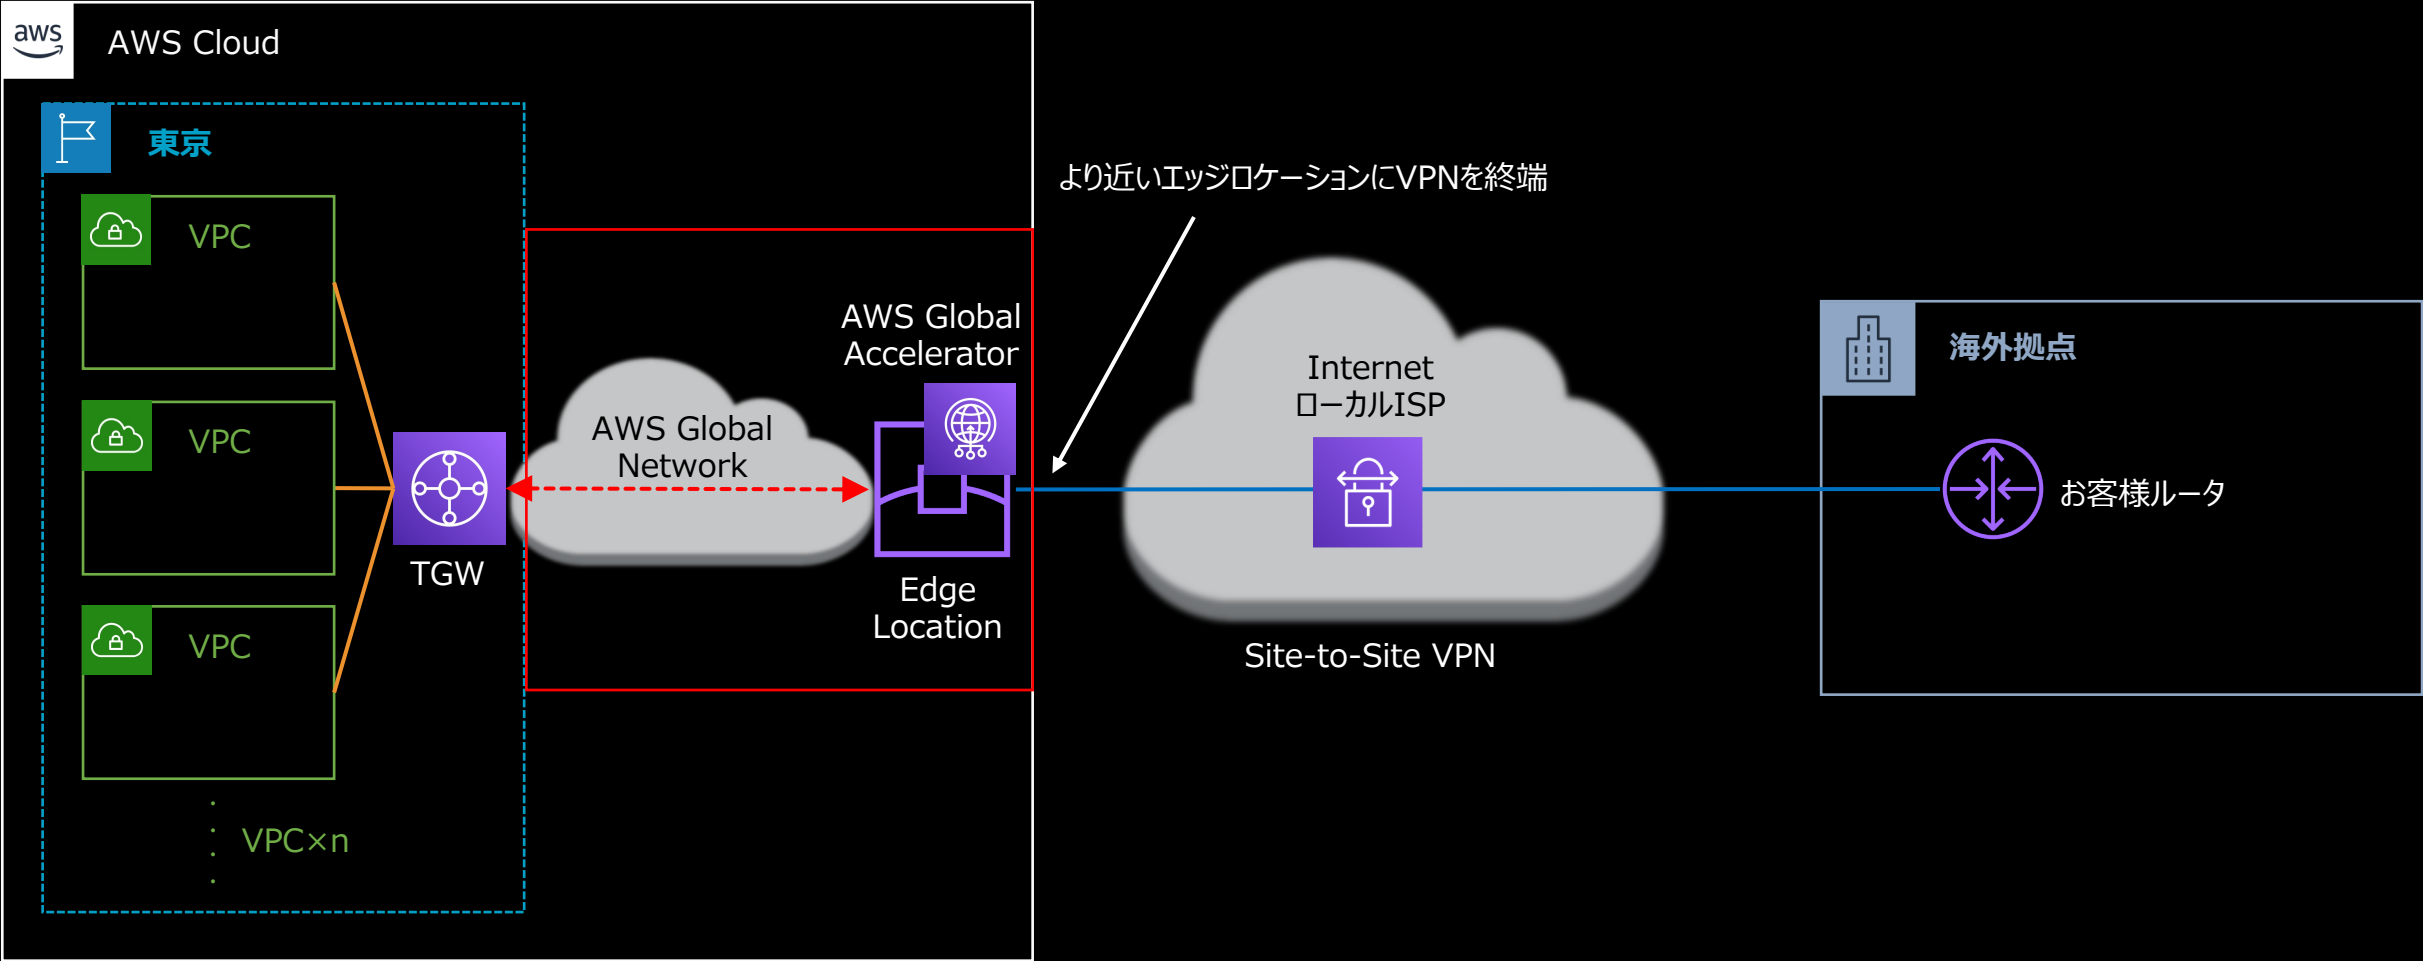 aws
AWS Cloud
東京
VPC
VPC
VPC
VPC×n
TGW
AWS Global
Network
AWS Global
Accelerator
Edge
Location
より近いエッジロケーションにVPNを終端
Internet
ローカルISP
Site-to-Site VPN
海外拠点
お客様ルータ